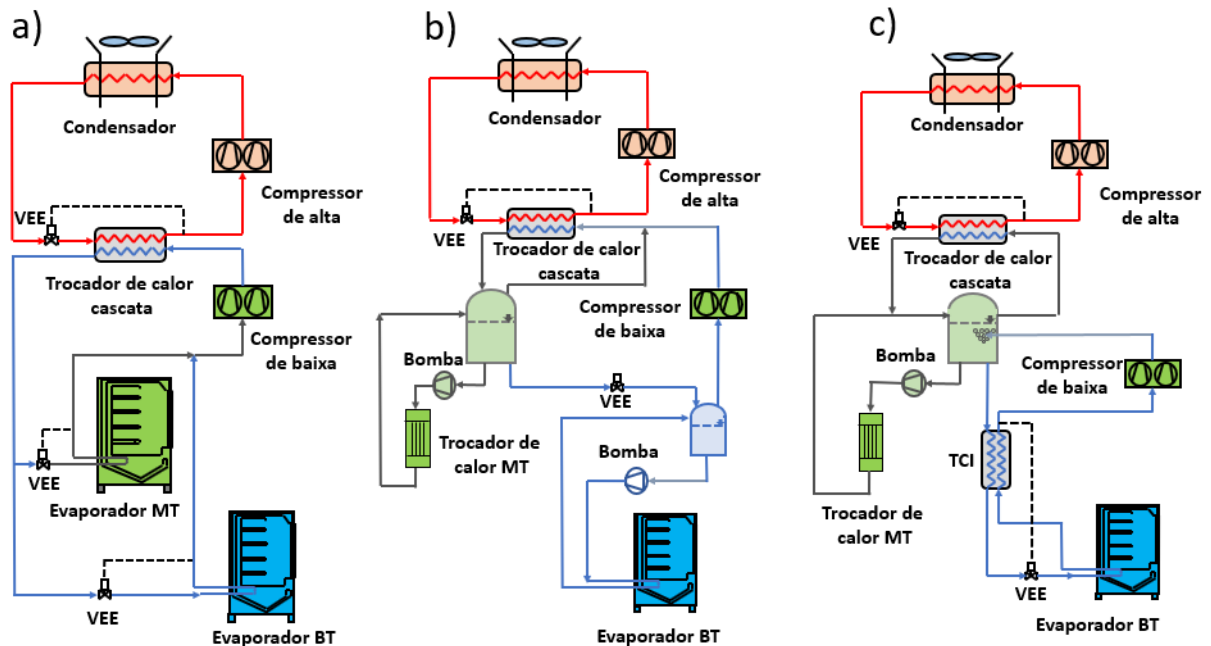 a)
Condensador
Compressor
de alta
VEE
Trocador de calor
cascata
Compressor
de baixa
VEE
Evaporador MT
VEE
Evaporador BT
b)
Condensador
Compressor
de alta
VEE
Trocador de calor
cascata
Compressor
de baixa
Bomba
VEE
Trocador de
calor MT
Bomba
Evaporador BT
c)
Condensador
Compressor
de alta
VEE
Trocador de calor
cascata
Compressor
de baixa
Bomba
TCI
Trocador de
calor MT
VEE
Evaporador BT